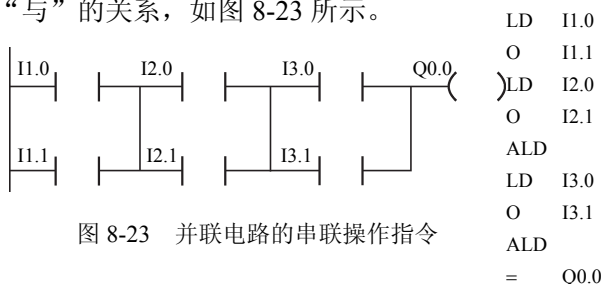 “与”的关系，如图 8-23 所示。
I1.0 I2.0 I3.0 Q0.0
I1.1 I2.1 I3.1
图 8-23 并联电路的串联操作指令
LD I1.0
O I1.1
LD I2.0
O I2.1
ALD
LD I3.0
O I3.1
ALD
= Q0.0